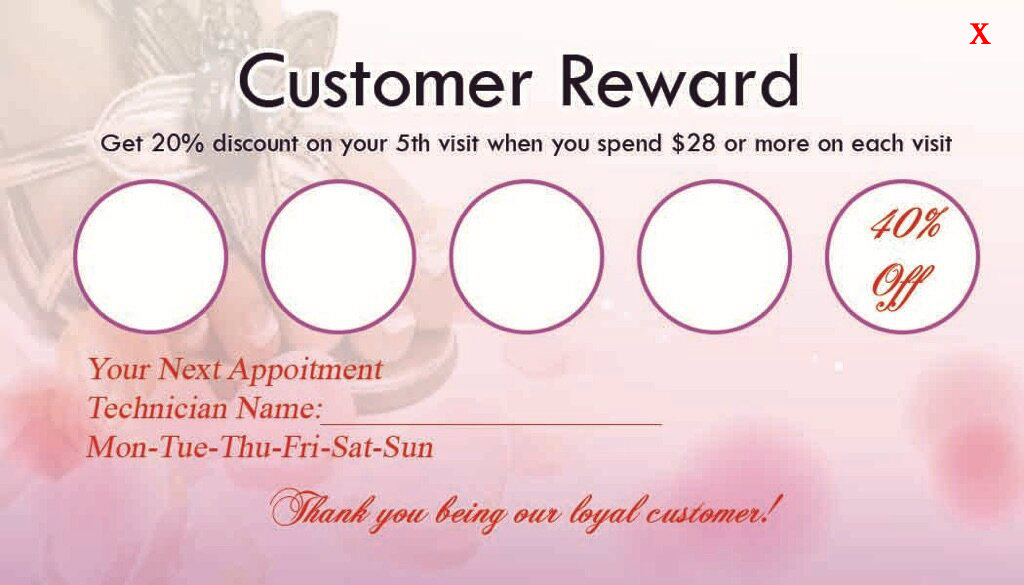 X
Customer Reward
Get 20% discount on your 5th visit when you spend $28 or more on each visit
40%
Off
Your Next Appoitment
Technician Name:
Mon-Tue-Thu-Fri-Sat-Sun
Thank you being our loyal customer!